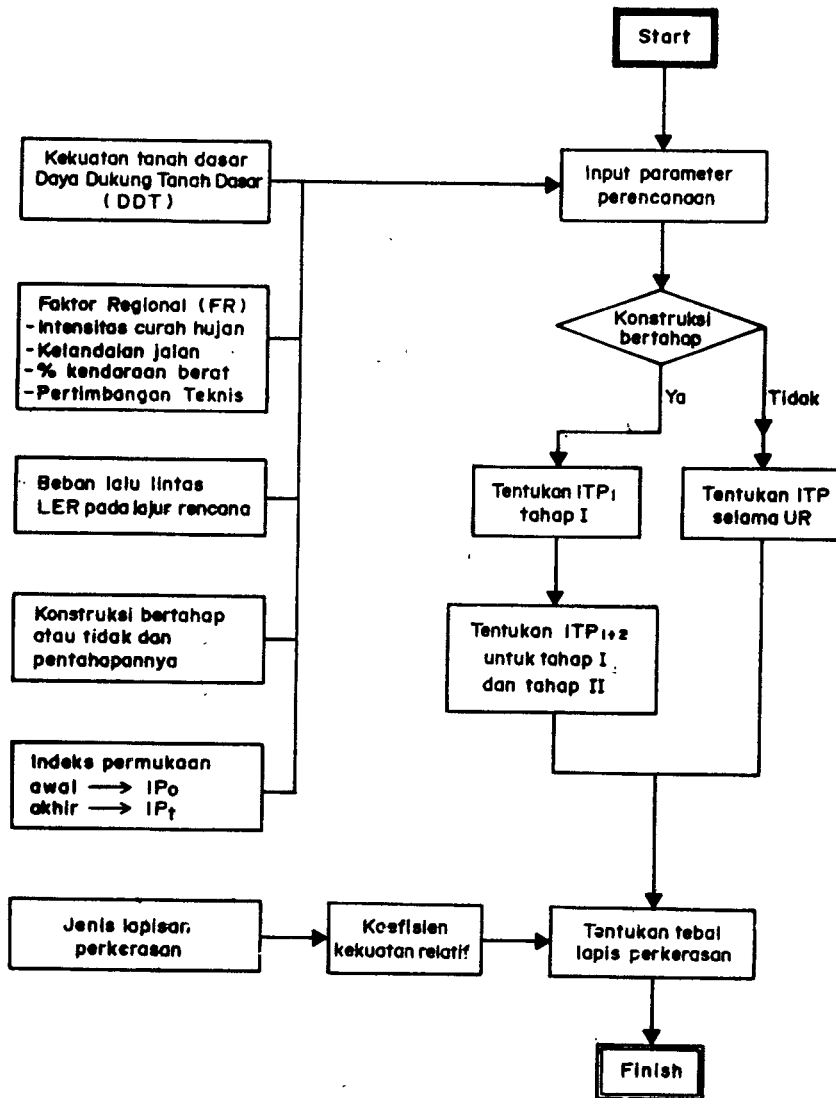 Start
Kekuatan tanah dasar
Daya Dukung Tanah Dasar
( DDT )
Input parameter
perencanaan
Faktor Regional (FR)
-Intensitas curah hujan
-Kelandaian jalan
-% kendaraan berat
-Pertimbangan Teknis
Konstruksi
bertahap
Ya
Tidak
Beban lalu lintas
LER pada lajur rencana
Tentukan ITP₁
tahap I
Tentukan ITP
selama UR
Konstruksi bertahap
atau tidak dan
pentahapannya
Tentukan ITP₁₊₂
untuk tahap I
dan tahap II
Indeks permukaan
awal → IPo
akhir → IPt
Jenis lapisan
perkerasan
Koefisien
kekuatan relatif
Tentukan tebal
lapis perkerasan
Finish